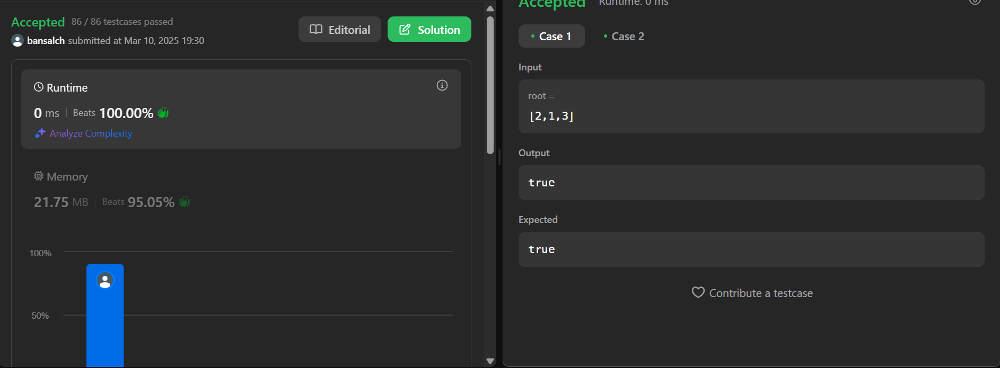 Accepted 86 / 86 testcases passed
bansalch submitted at Mar 10, 2025 19:30
Editorial
Solution
Runtime
0 ms | Beats 100.00%
Analyze Complexity
Memory
21.75 MB | Beats 95.05%
100%
50%
Accepted Runtime: 0 ms
• Case 1
• Case 2
Input
root =
[2,1,3]
Output
true
Expected
true
Contribute a testcase